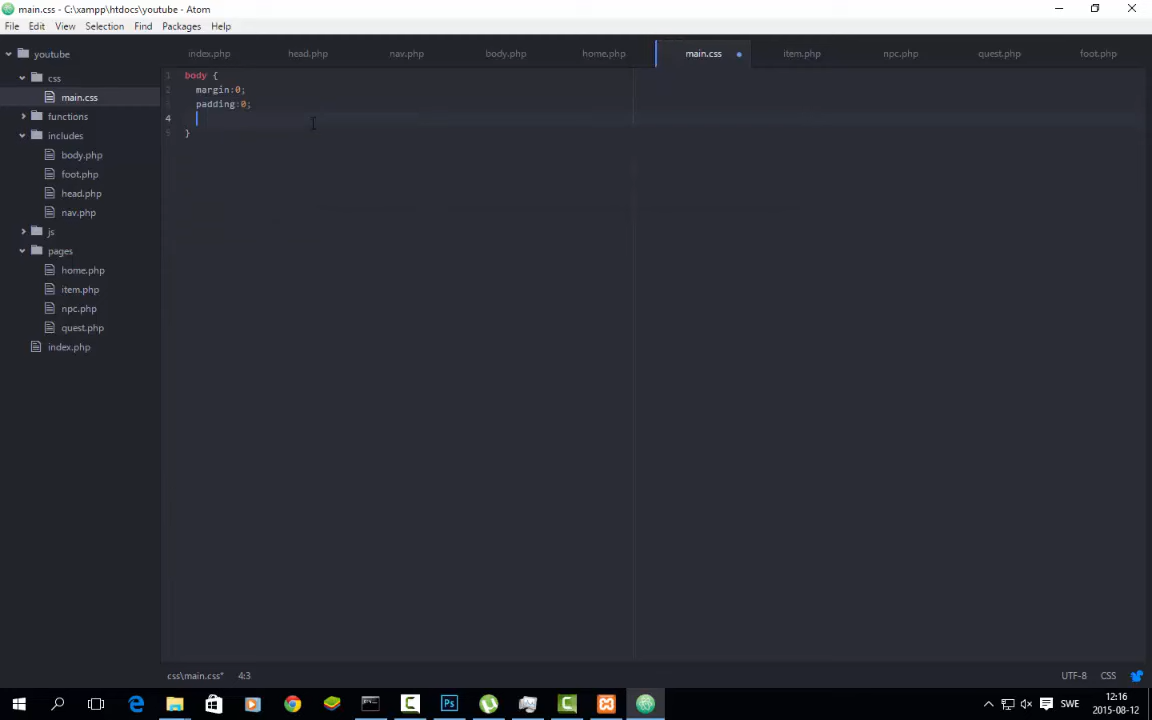 main.css - C:\xampp\htdocs\youtube - Atom
File Edit View Selection Find Packages Help
youtube
css
main.css
functions
includes
body.php
foot.php
head.php
nav.php
js
pages
home.php
item.php
npc.php
quest.php
index.php
index.php head.php nav.php body.php home.php main.css item.php npc.php quest.php foot.php
1 body {
2 margin:0;
3 padding:0;
4
5 }
css\main.css* 4:3 UTF-8 CSS
Ps SWE 12:16
2015-08-12